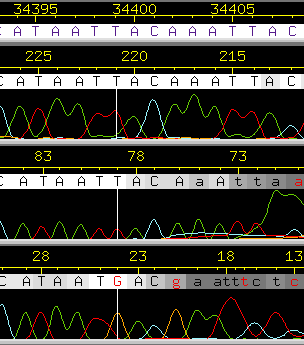 34395 34400 34405
C A T A A T T A C A A A T T A C
225 220 215
C A T A A T T A C A A A T T A C
83 78 73
C A T A A T T A C A a A t t a a
28 23 18 13
C A T A A T G A C g a a t t t c t c